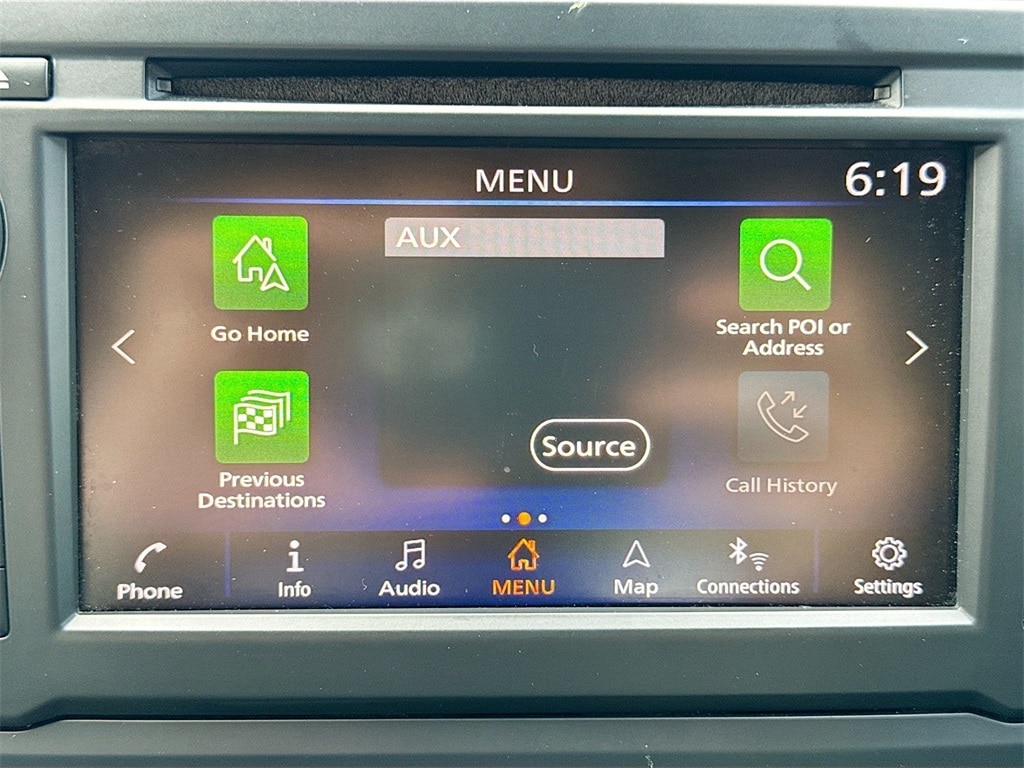 MENU
6:19
AUX
Go Home
Search POI or
Address
Source
Previous
Destinations
Call History
Phone
Info
Audio
MENU
Map
Connections
Settings